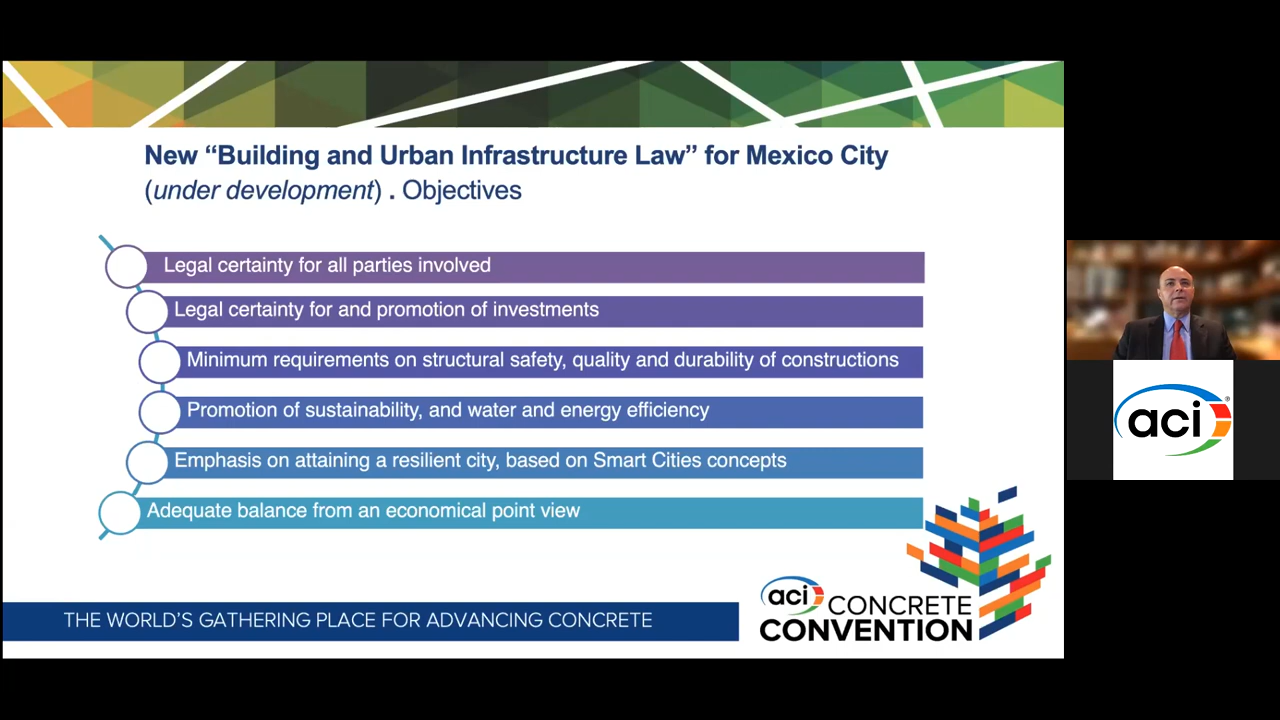 New “Building and Urban Infrastructure Law” for Mexico City
(under development) . Objectives
Legal certainty for all parties involved
Legal certainty for and promotion of investments
Minimum requirements on structural safety, quality and durability of constructions
Promotion of sustainability, and water and energy efficiency
Emphasis on attaining a resilient city, based on Smart Cities concepts
Adequate balance from an economical point view
THE WORLD’S GATHERING PLACE FOR ADVANCING CONCRETE
aci CONCRETE
CONVENTION
aci®